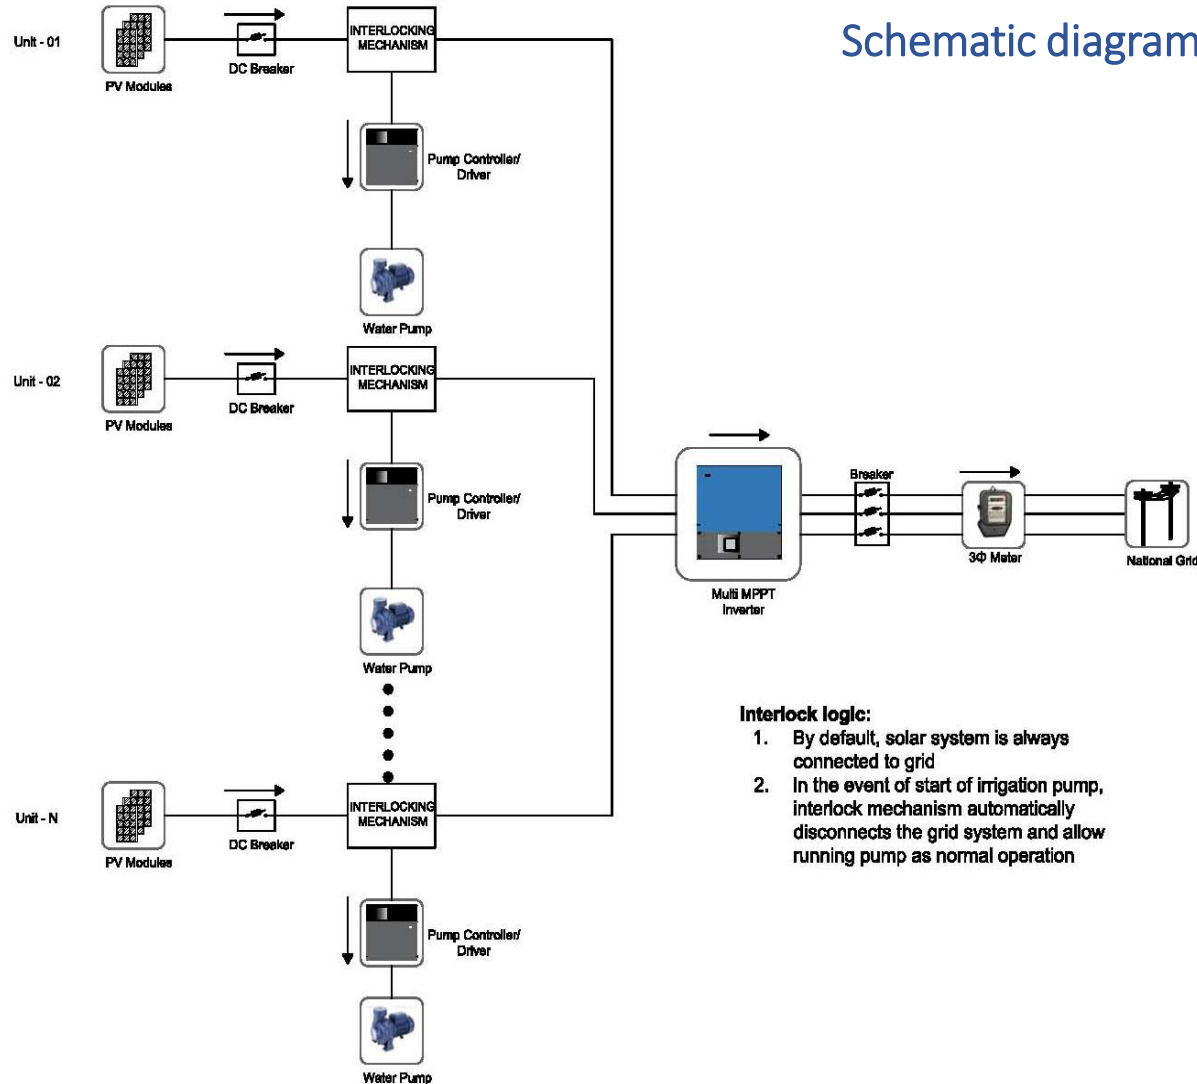 Schematic diagram
Unit - 01
PV Modules
DC Breaker
INTERLOCKING
MECHANISM
Pump Controller/
Driver
Water Pump
Unit - 02
PV Modules
DC Breaker
INTERLOCKING
MECHANISM
Pump Controller/
Driver
Water Pump
Multi MPPT
Inverter
Breaker
3Φ Meter
National Grid
Unit - N
PV Modules
DC Breaker
INTERLOCKING
MECHANISM
Pump Controller/
Driver
Water Pump
Interlock logic:
1. By default, solar system is always
connected to grid
2. In the event of start of irrigation pump,
interlock mechanism automatically
disconnects the grid system and allow
running pump as normal operation